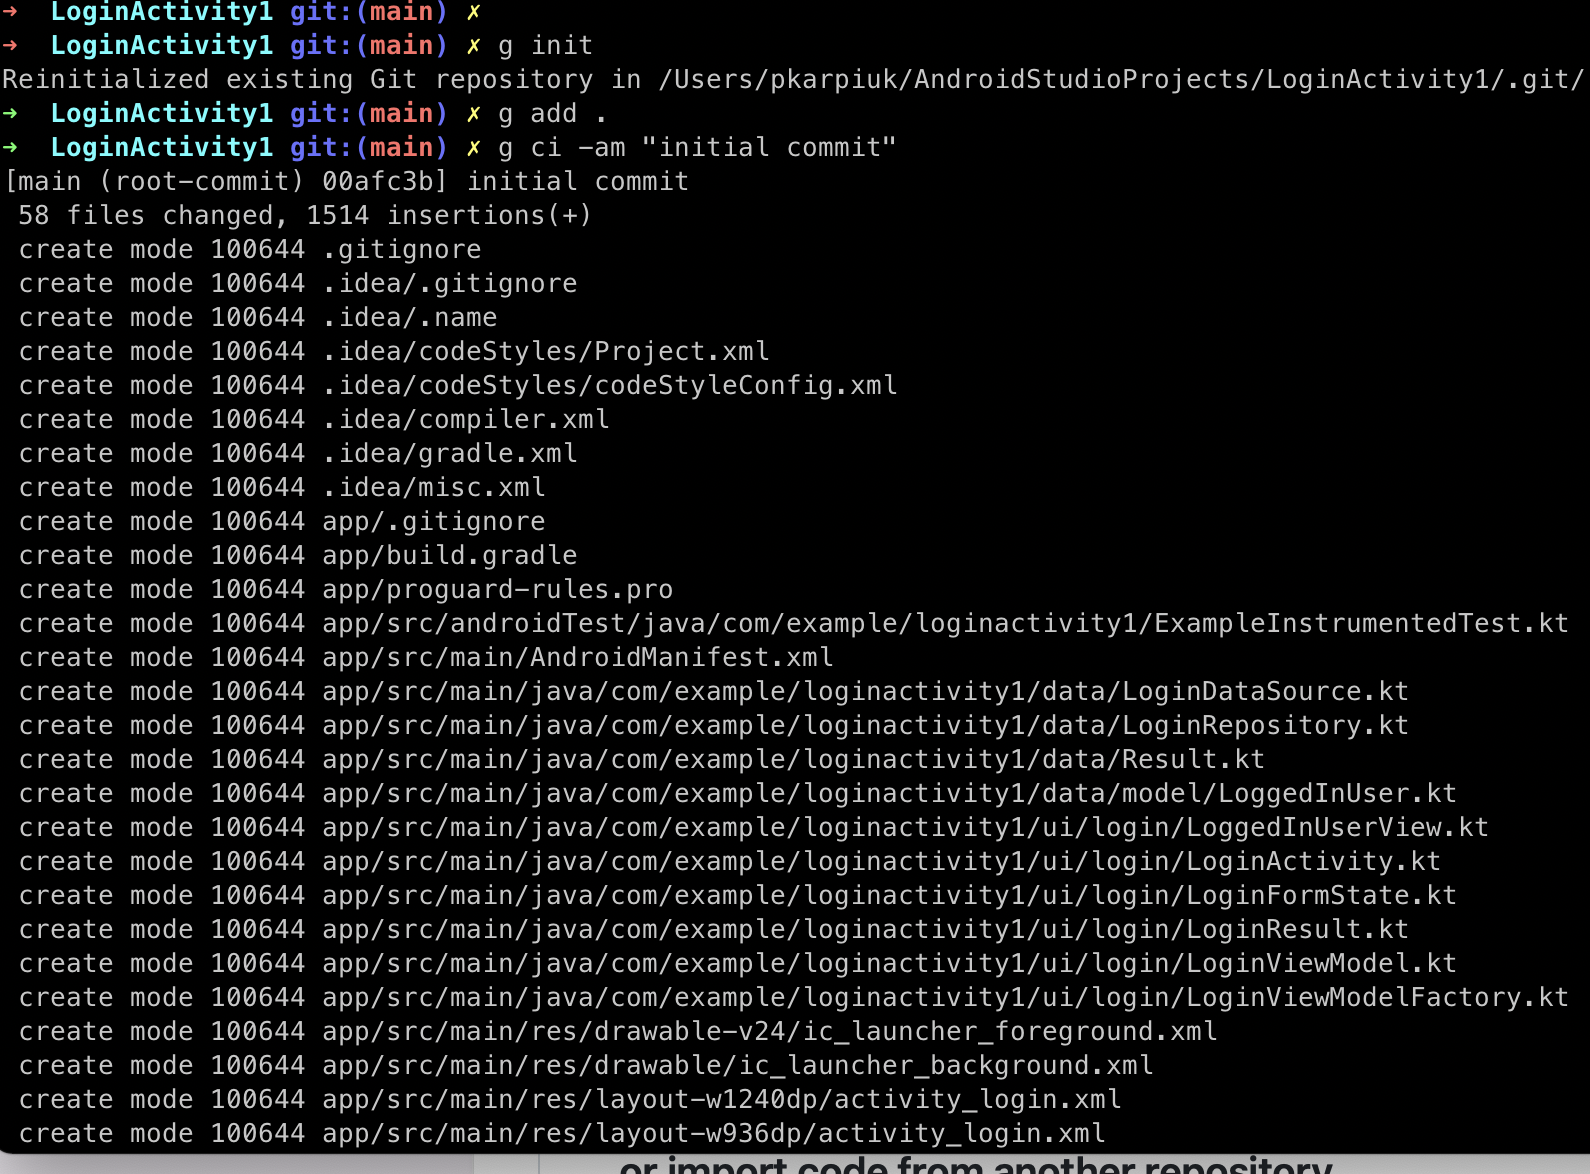 ➜  LoginActivity1 git:(main) ✗
➜  LoginActivity1 git:(main) ✗ g init
Reinitialized existing Git repository in /Users/pkarpiuk/AndroidStudioProjects/LoginActivity1/.git/
➜  LoginActivity1 git:(main) ✗ g add .
➜  LoginActivity1 git:(main) ✗ g ci -am "initial commit"
[main (root-commit) 00afc3b] initial commit
 58 files changed, 1514 insertions(+)
 create mode 100644 .gitignore
 create mode 100644 .idea/.gitignore
 create mode 100644 .idea/.name
 create mode 100644 .idea/codeStyles/Project.xml
 create mode 100644 .idea/codeStyles/codeStyleConfig.xml
 create mode 100644 .idea/compiler.xml
 create mode 100644 .idea/gradle.xml
 create mode 100644 .idea/misc.xml
 create mode 100644 app/.gitignore
 create mode 100644 app/build.gradle
 create mode 100644 app/proguard-rules.pro
 create mode 100644 app/src/androidTest/java/com/example/loginactivity1/ExampleInstrumentedTest.kt
 create mode 100644 app/src/main/AndroidManifest.xml
 create mode 100644 app/src/main/java/com/example/loginactivity1/data/LoginDataSource.kt
 create mode 100644 app/src/main/java/com/example/loginactivity1/data/LoginRepository.kt
 create mode 100644 app/src/main/java/com/example/loginactivity1/data/Result.kt
 create mode 100644 app/src/main/java/com/example/loginactivity1/data/model/LoggedInUser.kt
 create mode 100644 app/src/main/java/com/example/loginactivity1/ui/login/LoggedInUserView.kt
 create mode 100644 app/src/main/java/com/example/loginactivity1/ui/login/LoginActivity.kt
 create mode 100644 app/src/main/java/com/example/loginactivity1/ui/login/LoginFormState.kt
 create mode 100644 app/src/main/java/com/example/loginactivity1/ui/login/LoginResult.kt
 create mode 100644 app/src/main/java/com/example/loginactivity1/ui/login/LoginViewModel.kt
 create mode 100644 app/src/main/java/com/example/loginactivity1/ui/login/LoginViewModelFactory.kt
 create mode 100644 app/src/main/res/drawable-v24/ic_launcher_foreground.xml
 create mode 100644 app/src/main/res/drawable/ic_launcher_background.xml
 create mode 100644 app/src/main/res/layout-w1240dp/activity_login.xml
 create mode 100644 app/src/main/res/layout-w936dp/activity_login.xml
or import code from another repository